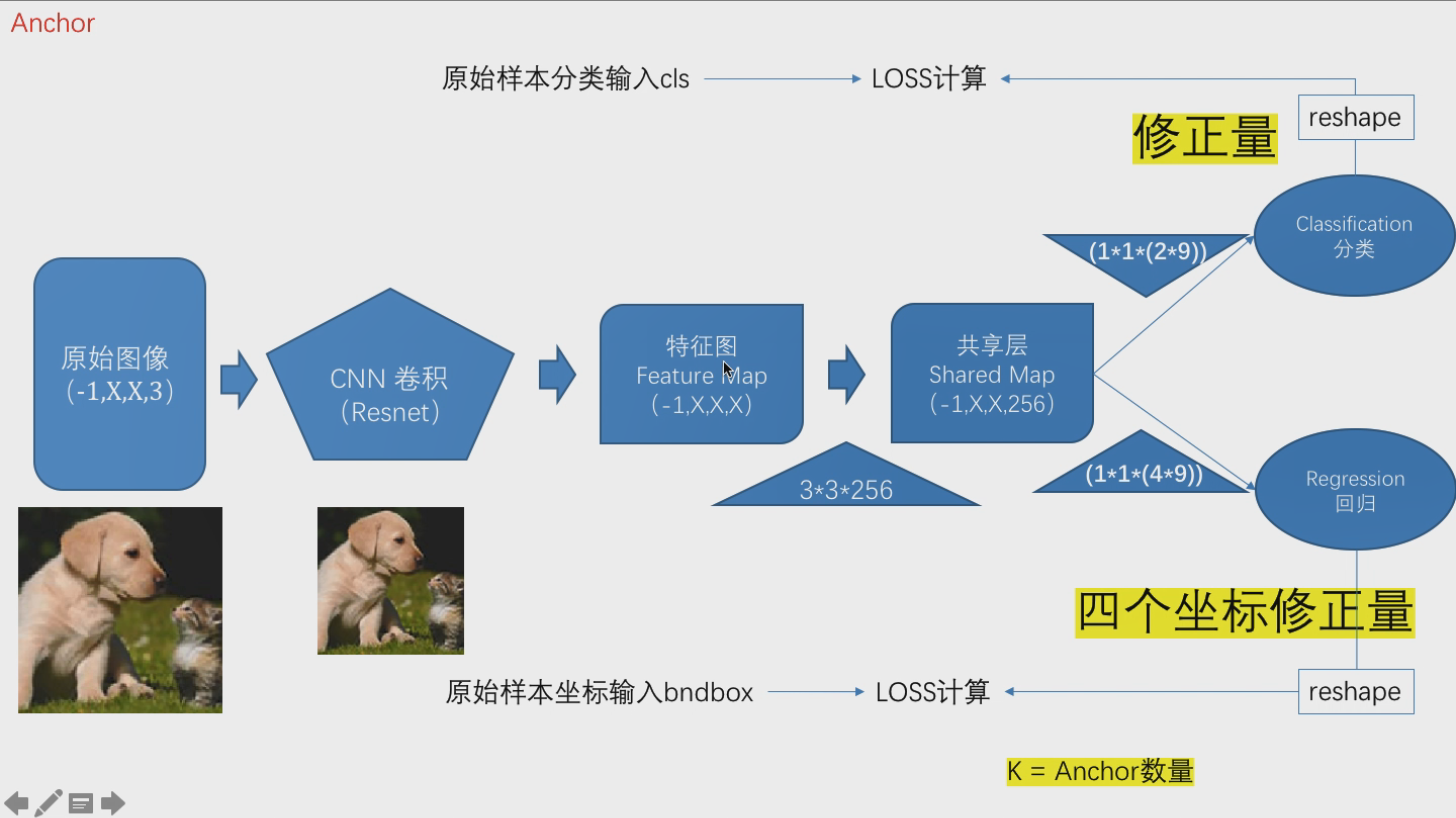 Anchor
原始样本分类输入cls
LOSS计算
reshape
修正量
Classification
分类
(1*1*(2*9))
原始图像
（-1,X,X,3）
CNN 卷积
（Resnet）
特征图
Feature Map
（-1,X,X,X）
共享层
Shared Map
（-1,X,X,256）
3*3*256
(1*1*(4*9))
Regression
回归
四个坐标修正量
原始样本坐标输入bndbox
LOSS计算
reshape
K = Anchor数量